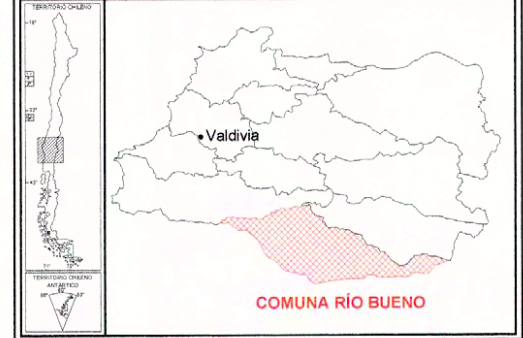 TERRITORIO CHILENO
Valdivia
COMUNA RÍO BUENO
TERRITORIO CHILENO
ANTÁRTICO